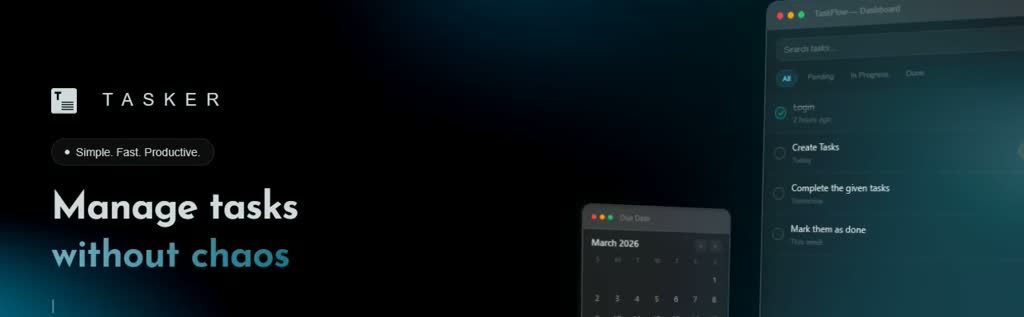 T
TASKER
Simple. Fast. Productive.
Manage tasks
without chaos
TaskFlow — Dashboard
Search tasks...
All
Pending
In Progress
Done
Login
2 hours ago
Create Tasks
Today
Complete the given tasks
Tomorrow
Mark them as done
This week
Due Date
March 2026
S M T W T F S
1
2 3 4 5 6 7 8